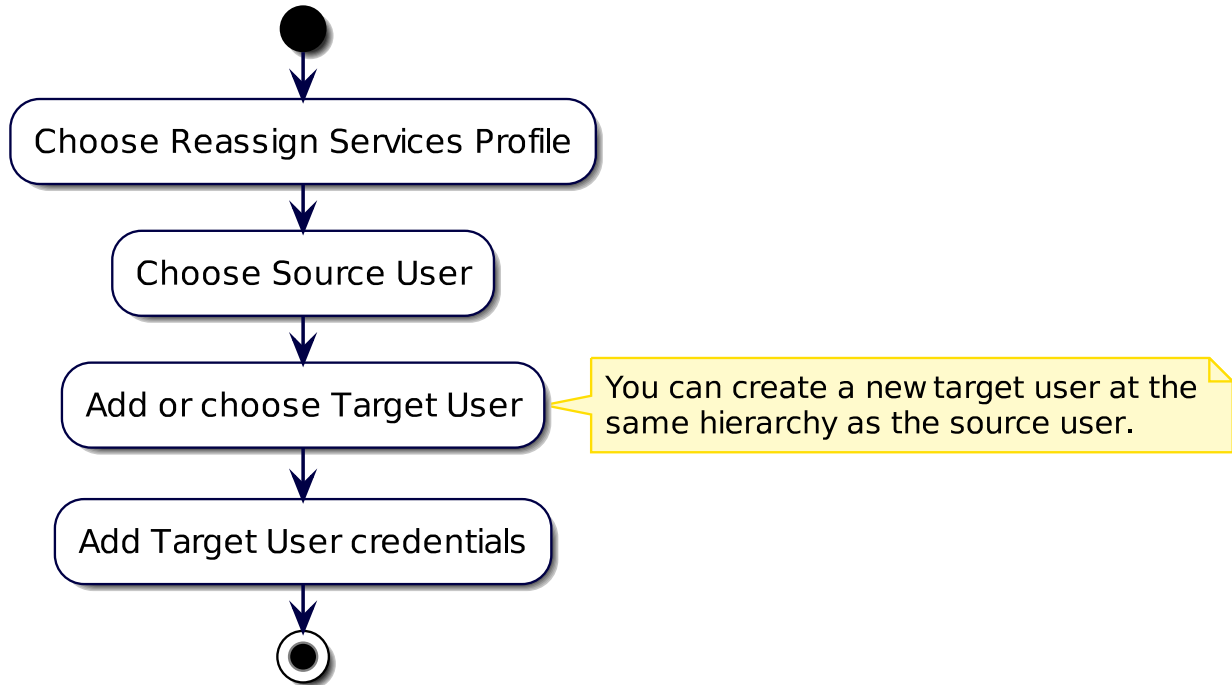 Choose Reassign Services Profile
Choose Source User
Add or choose Target User
You can create a new target user at the
same hierarchy as the source user.
Add Target User credentials